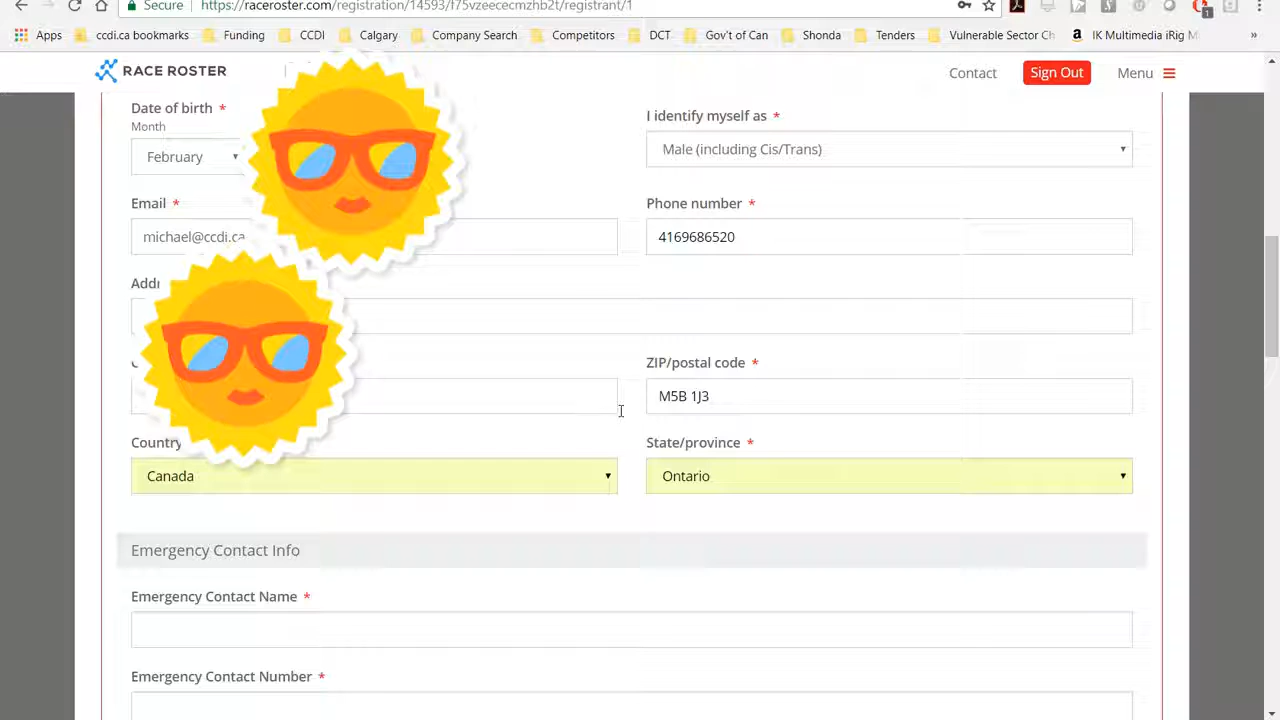 Secure https://raceroster.com/registration/14593/t75vzeececmzhb2t/registrant/1
Apps ccdi.ca bookmarks Funding CCDI Calgary Company Search Competitors DCT Gov't of Can Shonda Tenders Vulnerable Sector Ch IK Multimedia iRig M »
RACE ROSTER Contact Sign Out Menu
Date of birth * I identify myself as *
Month
February Male (including Cis/Trans)
Email * Phone number *
michael@ccdi.ca 4169686520
Addr
ZIP/postal code *
M5B 1J3
Country State/province *
Canada Ontario
Emergency Contact Info
Emergency Contact Name *
Emergency Contact Number *